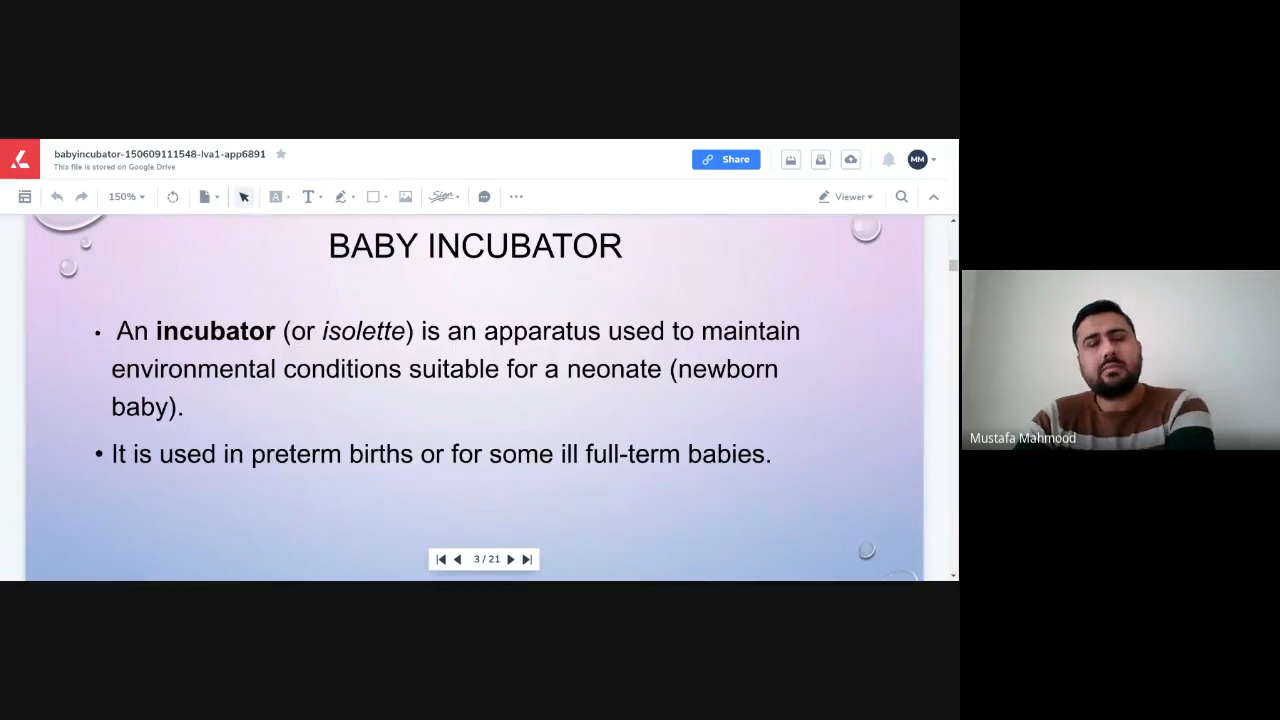 babyincubator-150609111548-lva1-app6891
This file is stored on Google Drive
Share
MM
150%
A
T
Sign
Viewer
BABY INCUBATOR
• An incubator (or isolette) is an apparatus used to maintain
environmental conditions suitable for a neonate (newborn
baby).
• It is used in preterm births or for some ill full-term babies.
3 / 21
Mustafa Mahmood